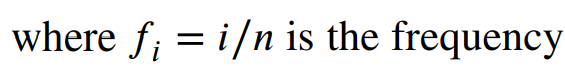 where fᵢ = i/n is the frequency